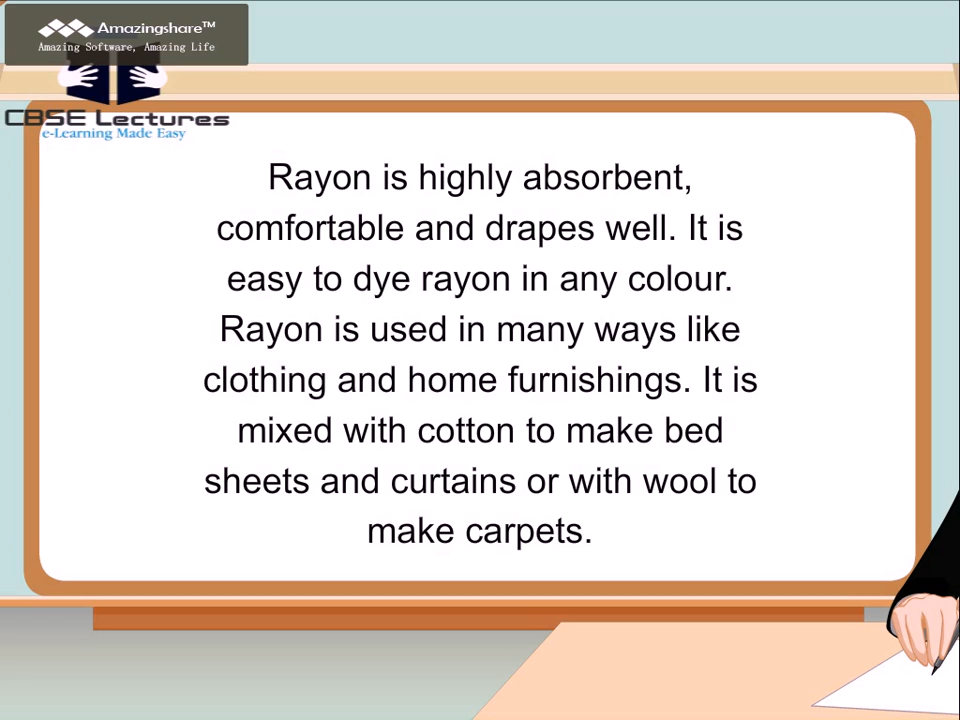 Amazingshare™
Amazing Software, Amazing Life
CBSE Lectures
e-Learning Made Easy
Rayon is highly absorbent,
comfortable and drapes well. It is
easy to dye rayon in any colour.
Rayon is used in many ways like
clothing and home furnishings. It is
mixed with cotton to make bed
sheets and curtains or with wool to
make carpets.